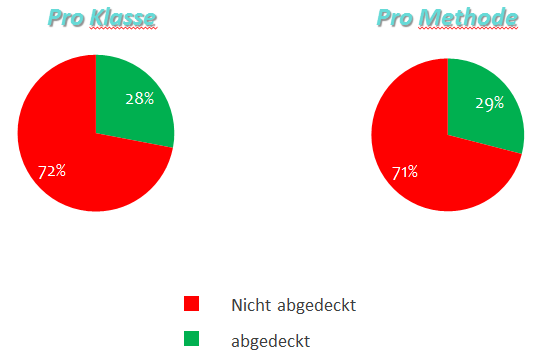 Pro Klasse
Pro Methode
28%
29%
72%
71%
Nicht abgedeckt
abgedeckt